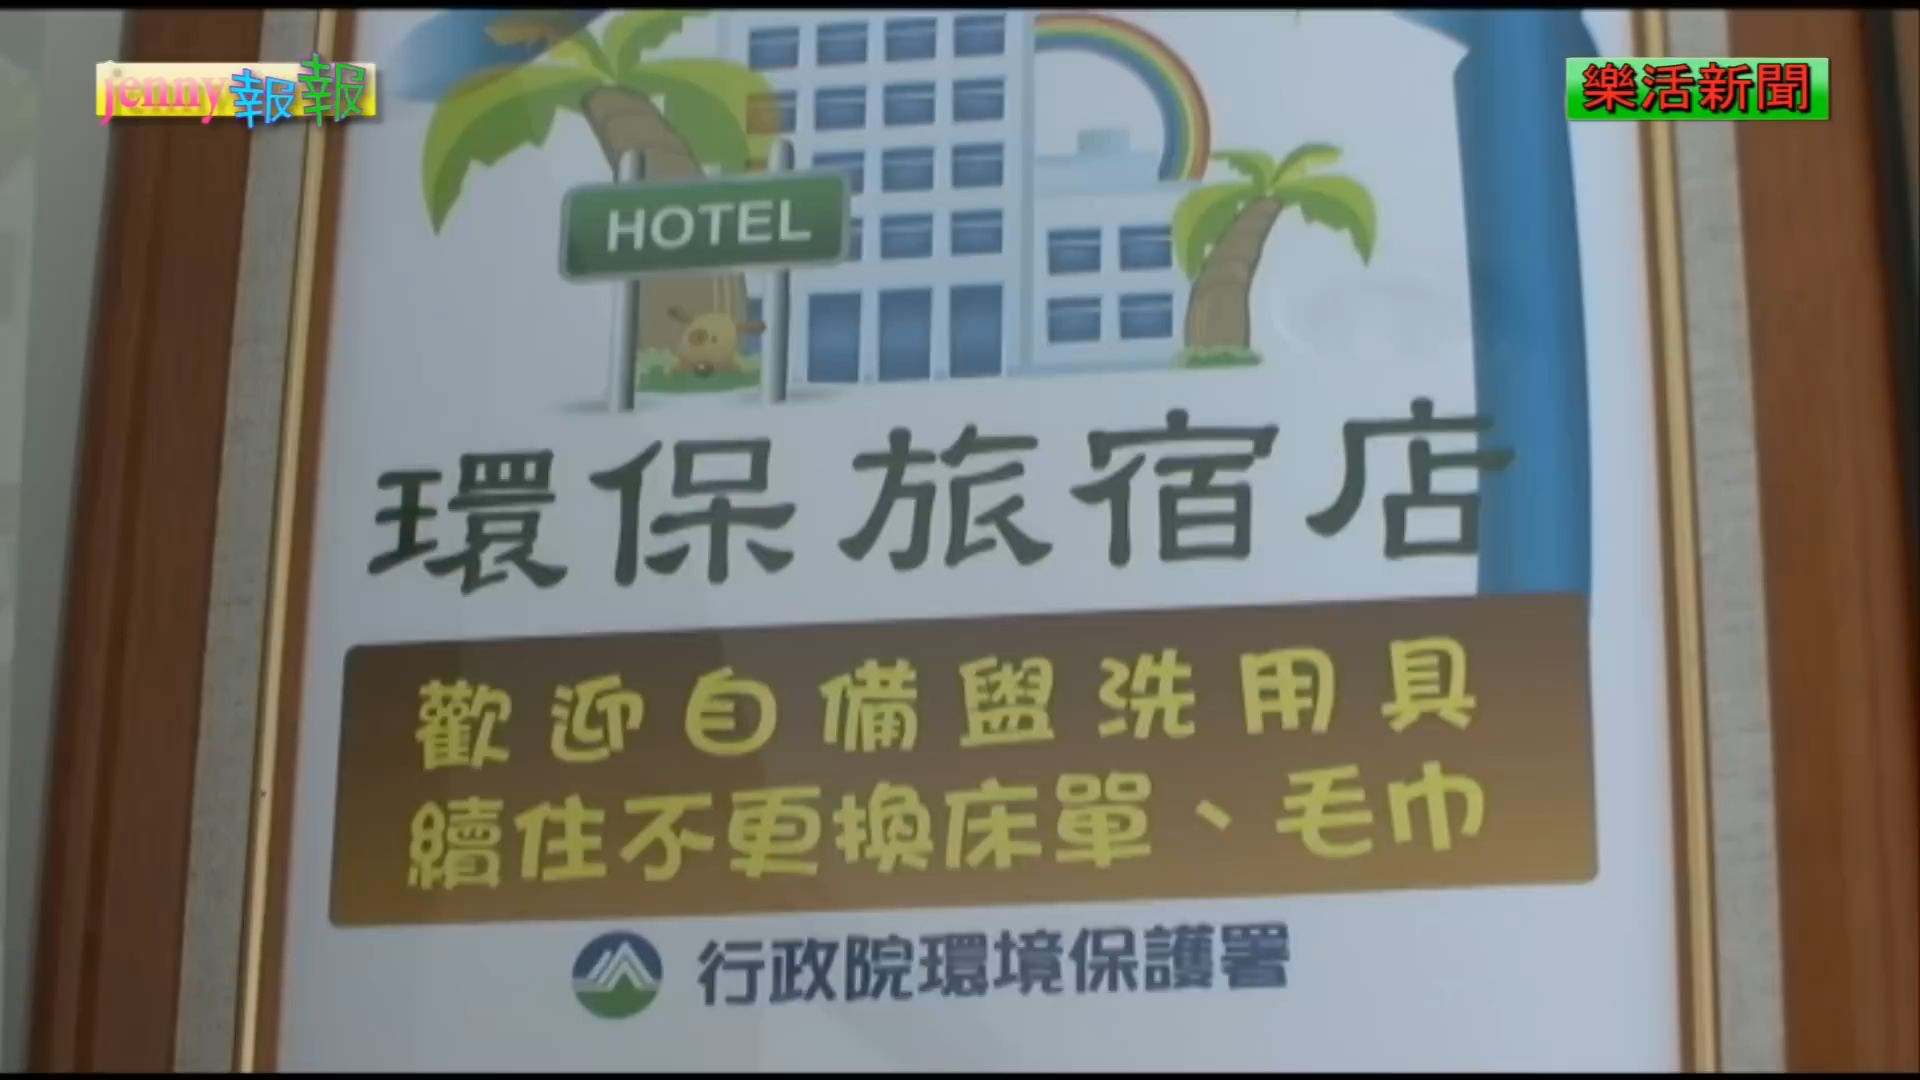 jenny報報
樂活新聞
HOTEL
環保旅宿店
歡迎自備盥洗用具
續住不更換床單、毛巾
行政院環境保護署